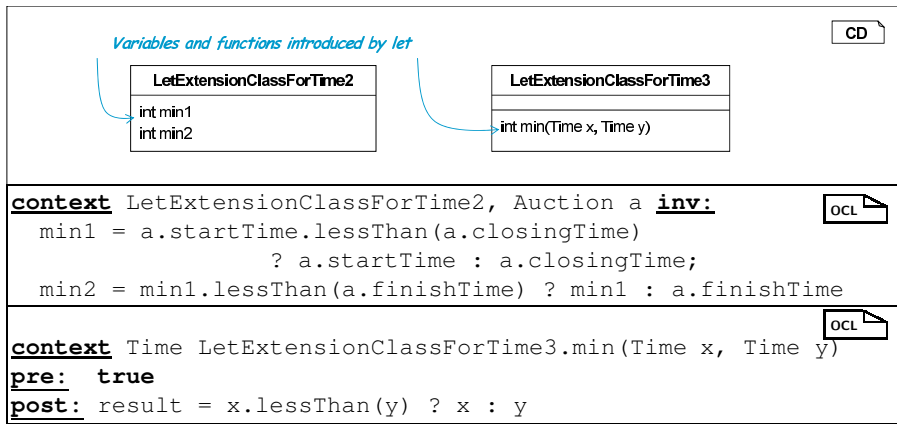 CD
Variables and functions introduced by let
LetExtensionClassForTime2
int min1
int min2
LetExtensionClassForTime3
int min(Time x, Time y)
context LetExtensionClassForTime2, Auction a inv:
OCL
min1 = a.startTime.lessThan(a.closingTime)
? a.startTime : a.closingTime;
min2 = min1.lessThan(a.finishTime) ? min1 : a.finishTime
OCL
context Time LetExtensionClassForTime3.min(Time x, Time y)
pre: true
post: result = x.lessThan(y) ? x : y